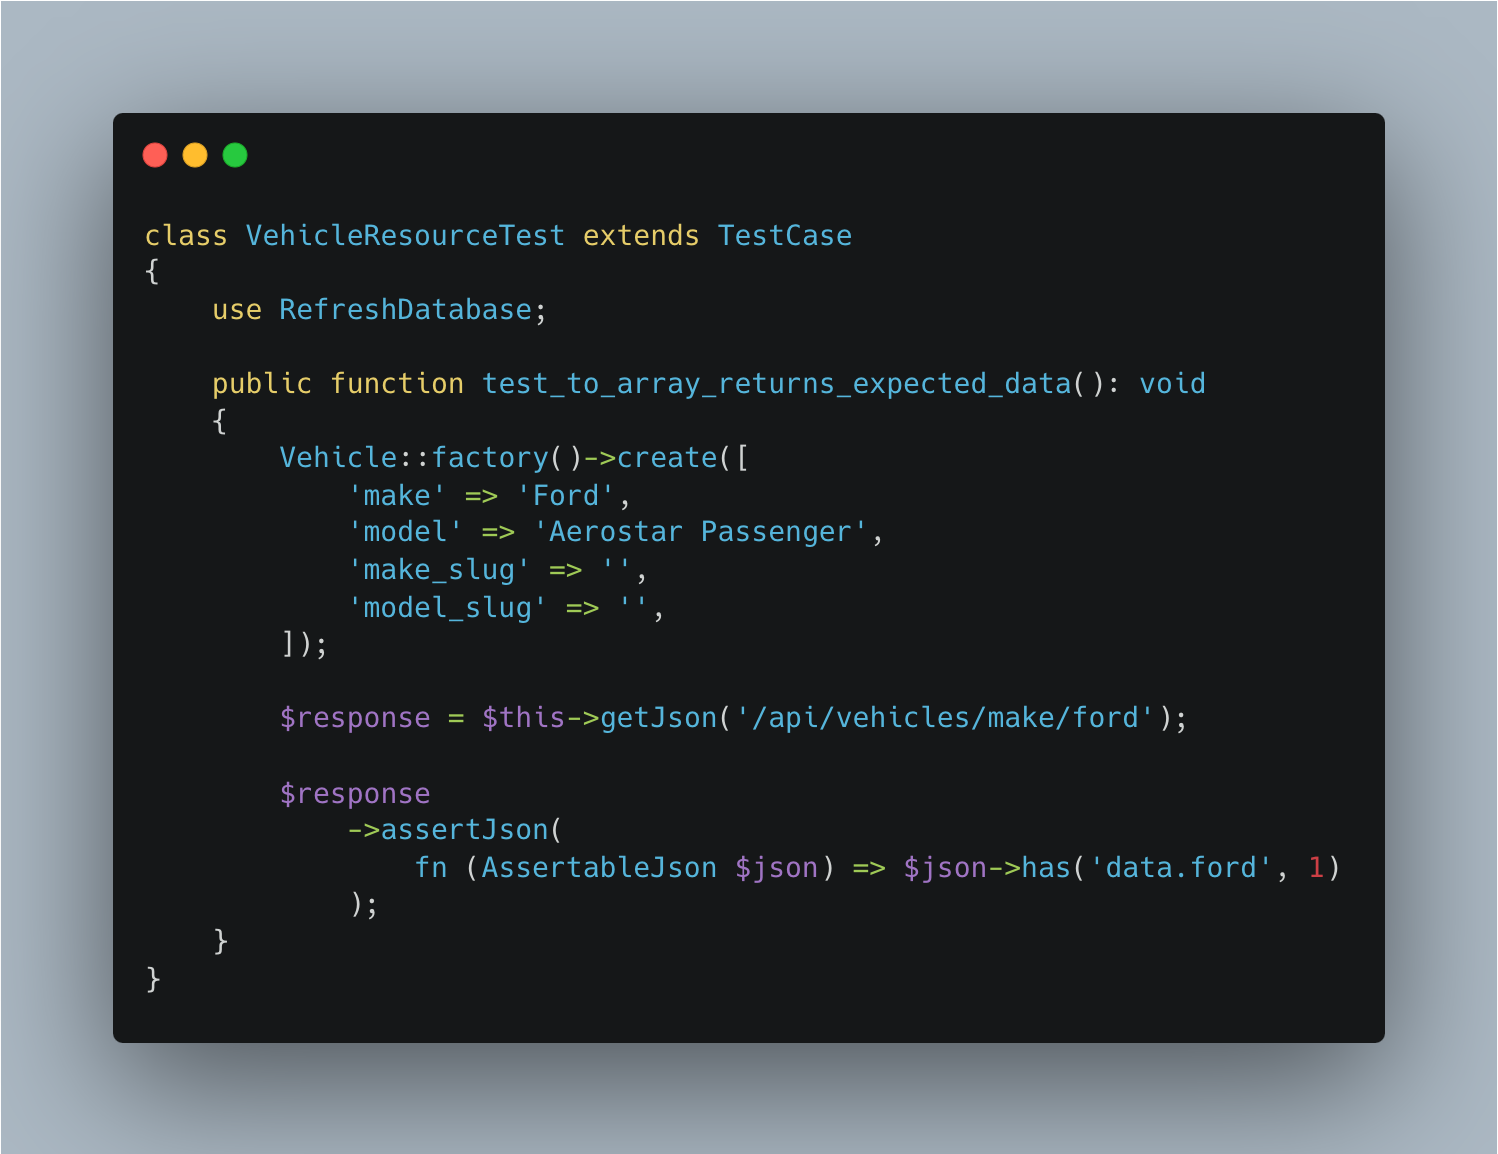 class VehicleResourceTest extends TestCase
{
    use RefreshDatabase;

    public function test_to_array_returns_expected_data(): void
    {
        Vehicle::factory()->create([
            'make' => 'Ford',
            'model' => 'Aerostar Passenger',
            'make_slug' => '',
            'model_slug' => '',
        ]);

        $response = $this->getJson('/api/vehicles/make/ford');

        $response
            ->assertJson(
                fn (AssertableJson $json) => $json->has('data.ford', 1)
            );
    }
}